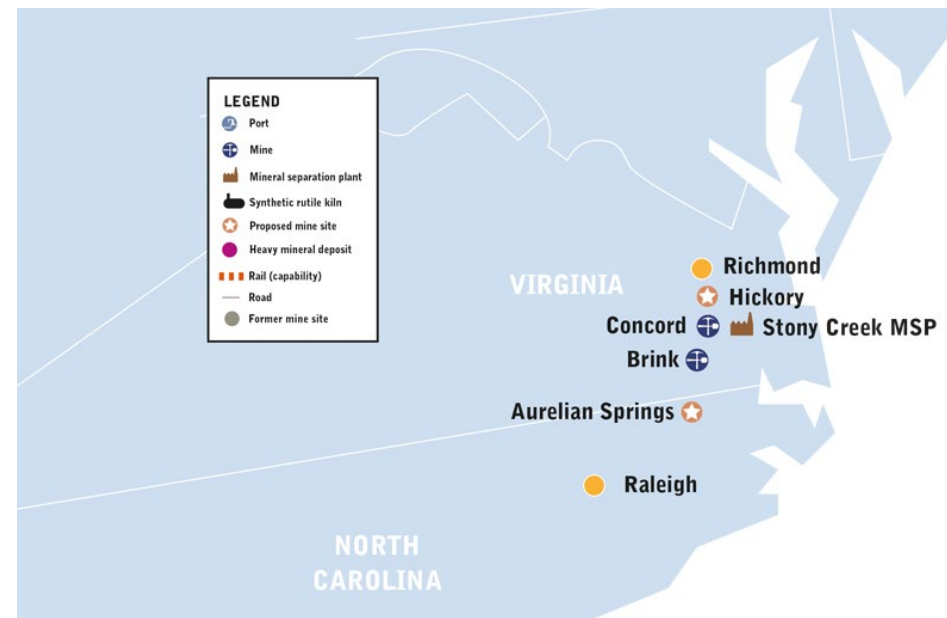 LEGEND
Port
Mine
Mineral separation plant
Synthetic rutile kiln
Proposed mine site
Heavy mineral deposit
Rail (capability)
Road
Former mine site
VIRGINIA
Richmond
Hickory
Concord
Stony Creek MSP
Brink
Aurelian Springs
Raleigh
NORTH
CAROLINA